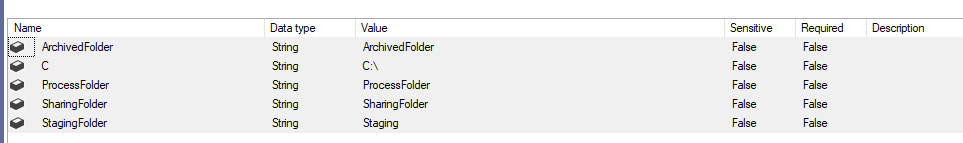 Name Data type Value Sensitive Required Description
ArchivedFolder String ArchivedFolder False False
C String C:\ False False
ProcessFolder String ProcessFolder False False
SharingFolder String SharingFolder False False
StagingFolder String Staging False False